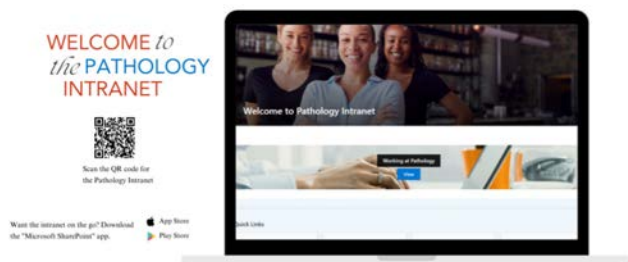 WELCOME to
the PATHOLOGY
INTRANET
Scan the QR code for
the Pathology Intranet
Want the intranet on the go? Download
the "Microsoft SharePoint" app.
App Store
Play Store
Welcome to Pathology Intranet
Working at Pathology
View
Quick Links